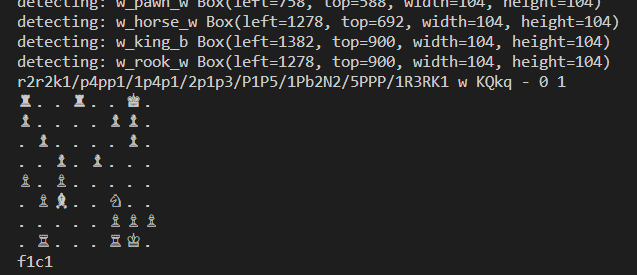 detecting: w_pawn_w Box(left=758, top=588, width=104, height=104)
detecting: w_horse_w Box(left=1278, top=692, width=104, height=104)
detecting: w_king_b Box(left=1382, top=900, width=104, height=104)
detecting: w_rook_w Box(left=1278, top=900, width=104, height=104)
r2r2k1/p4pp1/1p4p1/2p1p3/P1P5/1Pb2N2/5PPP/1R3RK1 w KQkq - 0 1
♜ . . ♜ . . ♚ .
♟ . . . . ♟ ♟ .
. ♟ . . . . ♟ .
. . ♟ . ♟ . . .
♙ . ♙ . . . . .
. ♙ ♝ . . ♘ . .
. . . . . ♙ ♙ ♙
. ♖ . . . ♖ ♔ .
f1c1